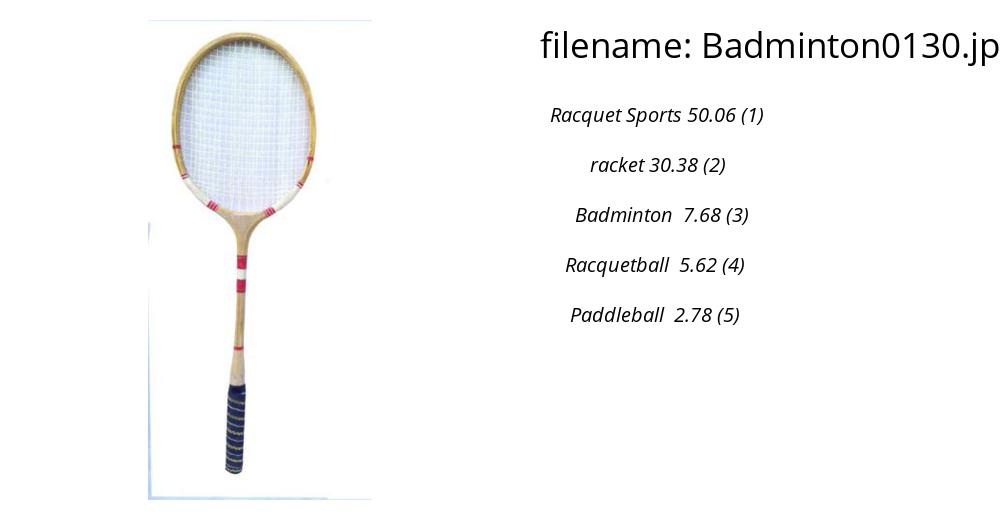 filename: Badminton0130.jp
Racquet Sports 50.06 (1)
racket 30.38 (2)
Badminton 7.68 (3)
Racquetball 5.62 (4)
Paddleball 2.78 (5)